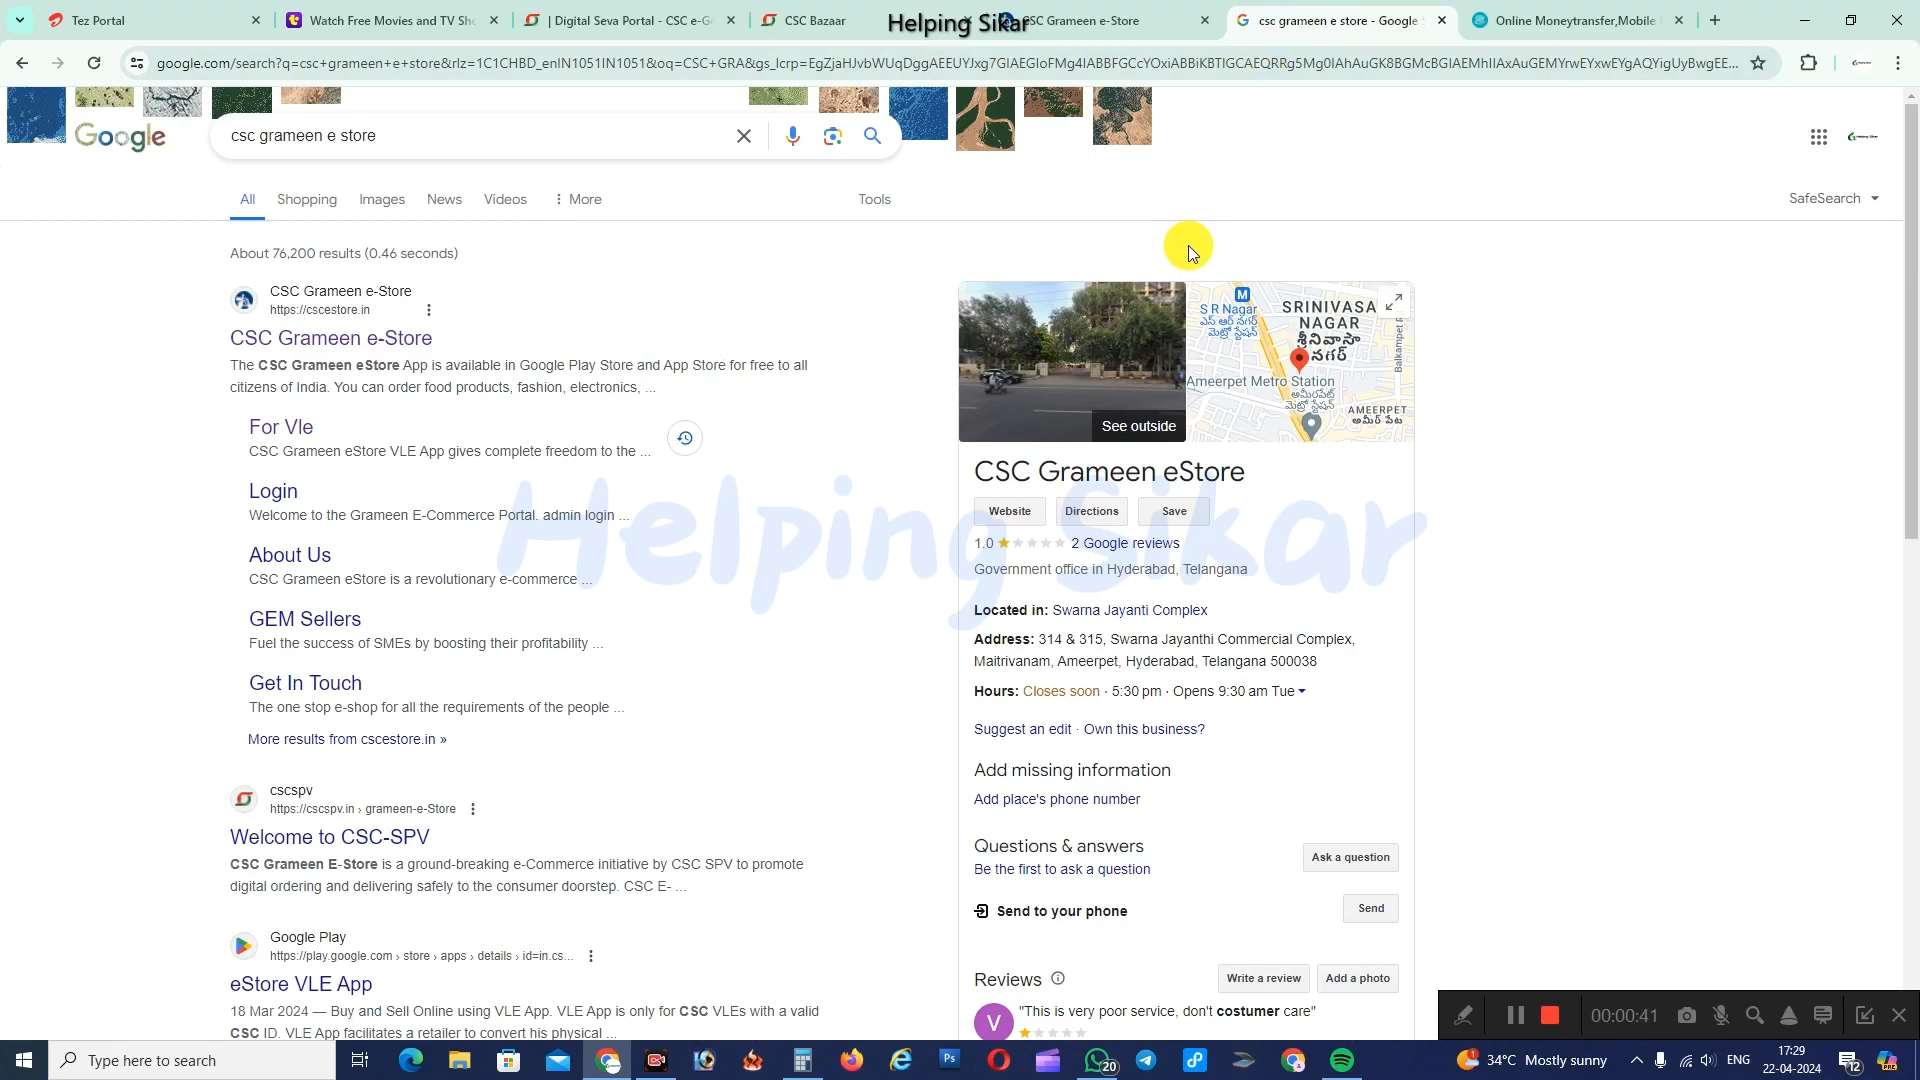 Tez Portal
Watch Free Movies and TV Sh
| Digital Seva Portal - CSC e-G
CSC Bazaar
Helping Sikar
CSC Grameen e-Store
csc grameen e store - Google
Online Moneytransfer,Mobile
google.com/search?q=csc+grameen+e+store&rlz=1C1CHBD_enIN1051IN1051&oq=CSC+GRA&gs_lcrp=EgZjaHJvbWUqDggAEEUYJxg7GIAEGIoFMg4IABBFGCcYOxiABBiKBTIGCAEQRRg5Mg0IAhAuGK8BGMcBGIAEMhIIAxAuGEMYrwEYxwEYgAQYigUyBwgEE...
Google
csc grameen e store
All
Shopping
Images
News
Videos
More
Tools
SafeSearch
About 76,200 results (0.46 seconds)
CSC Grameen e-Store
https://cscestore.in
CSC Grameen e-Store
The CSC Grameen eStore App is available in Google Play Store and App Store for free to all
citizens of India. You can order food products, fashion, electronics, ...
For Vle
CSC Grameen eStore VLE App gives complete freedom to the ...
Login
Welcome to the Grameen E-Commerce Portal. admin login ...
About Us
CSC Grameen eStore is a revolutionary e-commerce ...
GEM Sellers
Fuel the success of SMEs by boosting their profitability ...
Get In Touch
The one stop e-shop for all the requirements of the people ...
More results from cscestore.in »
cscspv
https://cscspv.in › grameen-e-Store
Welcome to CSC-SPV
CSC Grameen E-Store is a ground-breaking e-Commerce initiative by CSC SPV to promote
digital ordering and delivering safely to the consumer doorstep. CSC E- ...
Google Play
https://play.google.com › store › apps › details › id=in.cs...
eStore VLE App
18 Mar 2024 — Buy and Sell Online using VLE App. VLE App is only for CSC VLEs with a valid
CSC ID. VLE App facilitates a retailer to convert his physical ...
Helping Sikar
See outside
M
S R Nagar
ఎస్ ఆర్ నగర్
మెట్రో స్టేషన్
SRINIVASA
NAGAR
శ్రీనివాసా
నగర్
Balkampet R
Ameerpet Metro Station
అమీర్‌పేట
మెట్రో స్టేషన్
AMEERPET
అమీర్ పేట
CSC Grameen eStore
Website
Directions
Save
1.0
2 Google reviews
Government office in Hyderabad, Telangana
Located in: Swarna Jayanti Complex
Address: 314 & 315, Swarna Jayanthi Commercial Complex,
Maitrivanam, Ameerpet, Hyderabad, Telangana 500038
Hours: Closes soon · 5:30 pm · Opens 9:30 am Tue
Suggest an edit · Own this business?
Add missing information
Add place's phone number
Questions & answers
Be the first to ask a question
Ask a question
Send to your phone
Send
Reviews
Write a review
Add a photo
V
"This is very poor service, don't costumer care"
00:00:41
Type here to search
Ps
20
34°C Mostly sunny
ENG
17:29
22-04-2024
12
PRE